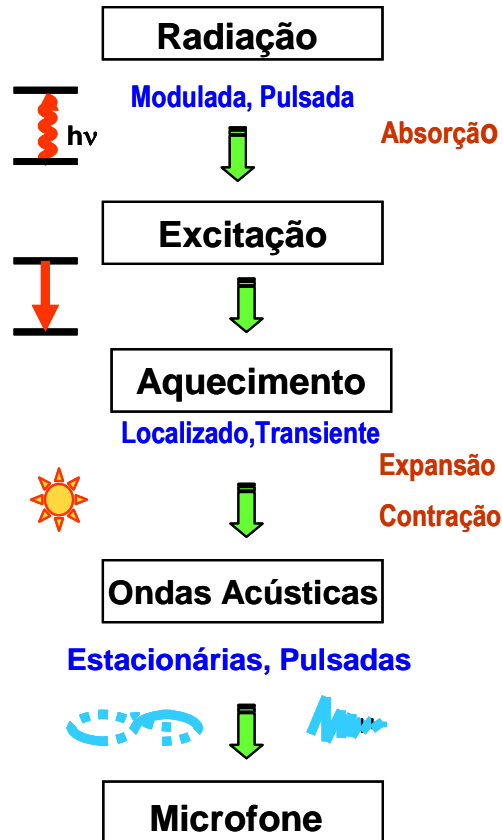 Radiação
Modulada, Pulsada
hν
Absorção
Excitação
Aquecimento
Localizado,Transiente
Expansão
Contração
Ondas Acústicas
Estacionárias, Pulsadas
Microfone